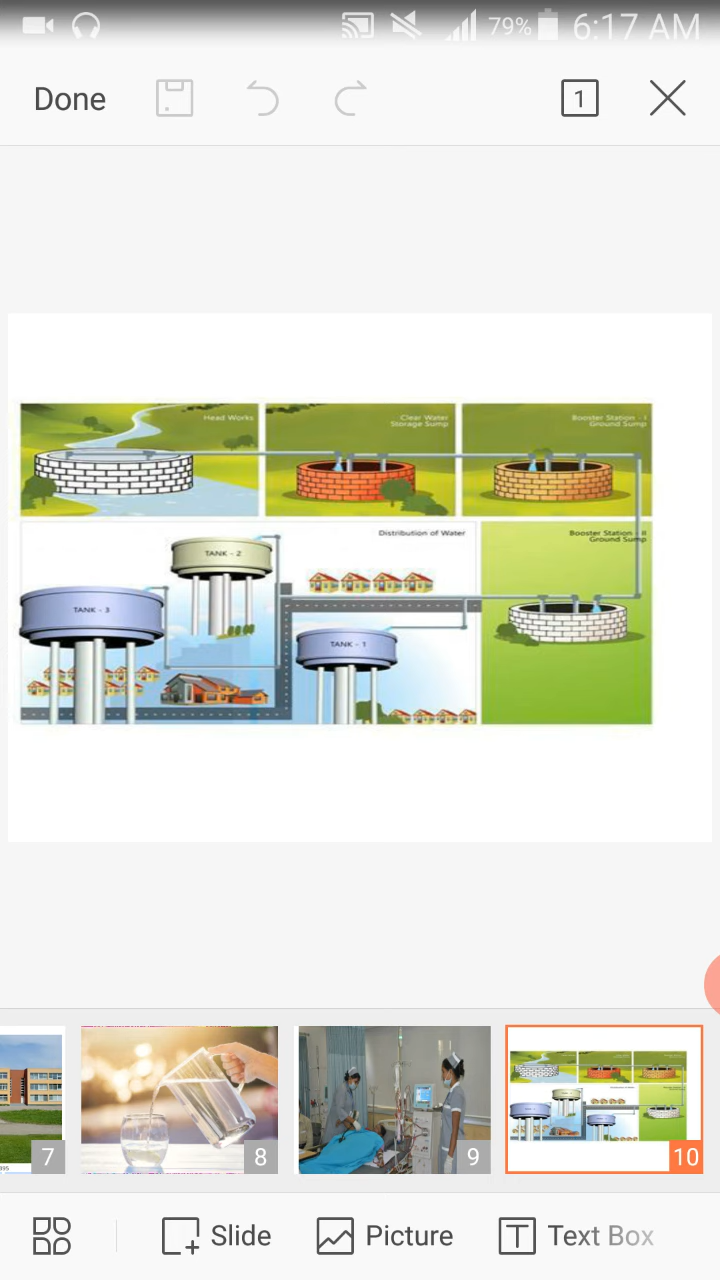 79% 6:17 AM
Done
1
Head Works
Clear Water
Storage Sump
Booster Station - I
Ground Sump
TANK - 2
Distribution of Water
Booster Station - II
Ground Sump
TANK - 3
TANK - 1
7
8
9
10
Slide
Picture
Text Box